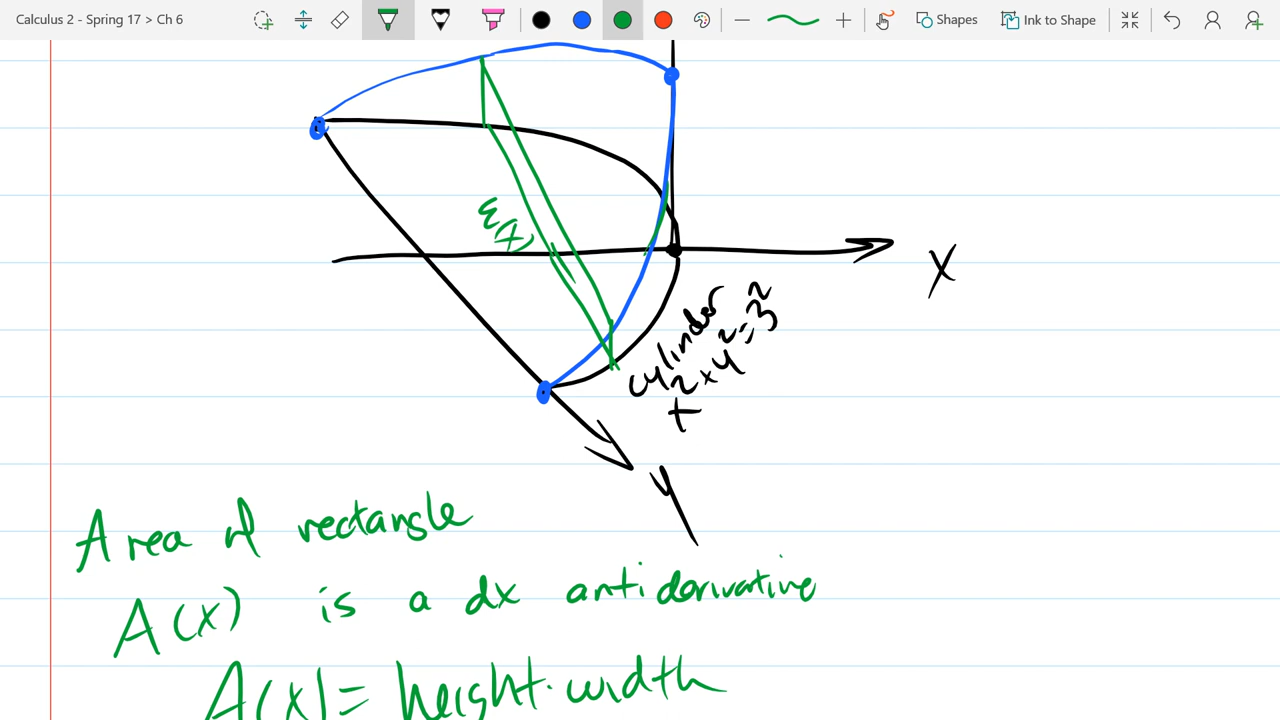 Calculus 2 - Spring 17 > Ch 6
Shapes
Ink to Shape
X
cylinder
x² + y² = 3²
y
Area of rectangle
A(x) is a dx antiderivative
A(x) = height · width